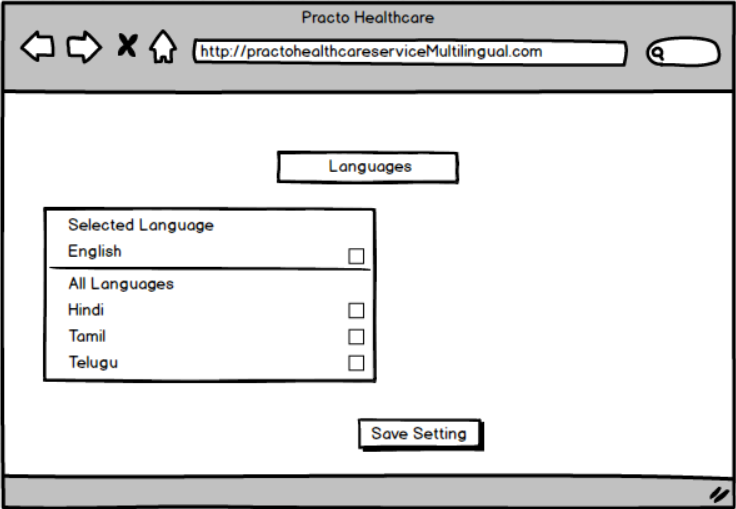 Practo Healthcare
http://practohealthcareserviceMultilingual.com
Languages
Selected Language
English
All Languages
Hindi
Tamil
Telugu
Save Setting